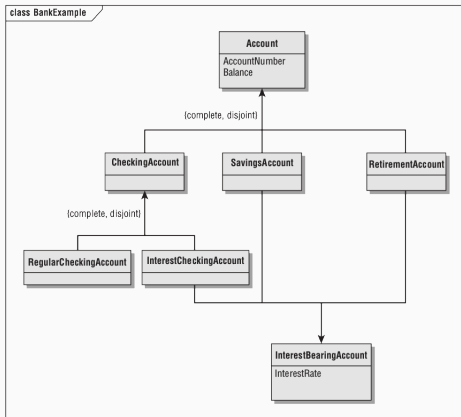 class BankExample
Account
AccountNumber
Balance
{complete, disjoint}
CheckingAccount
SavingsAccount
RetirementAccount
{complete, disjoint}
RegularCheckingAccount
InterestCheckingAccount
InterestBearingAccount
InterestRate